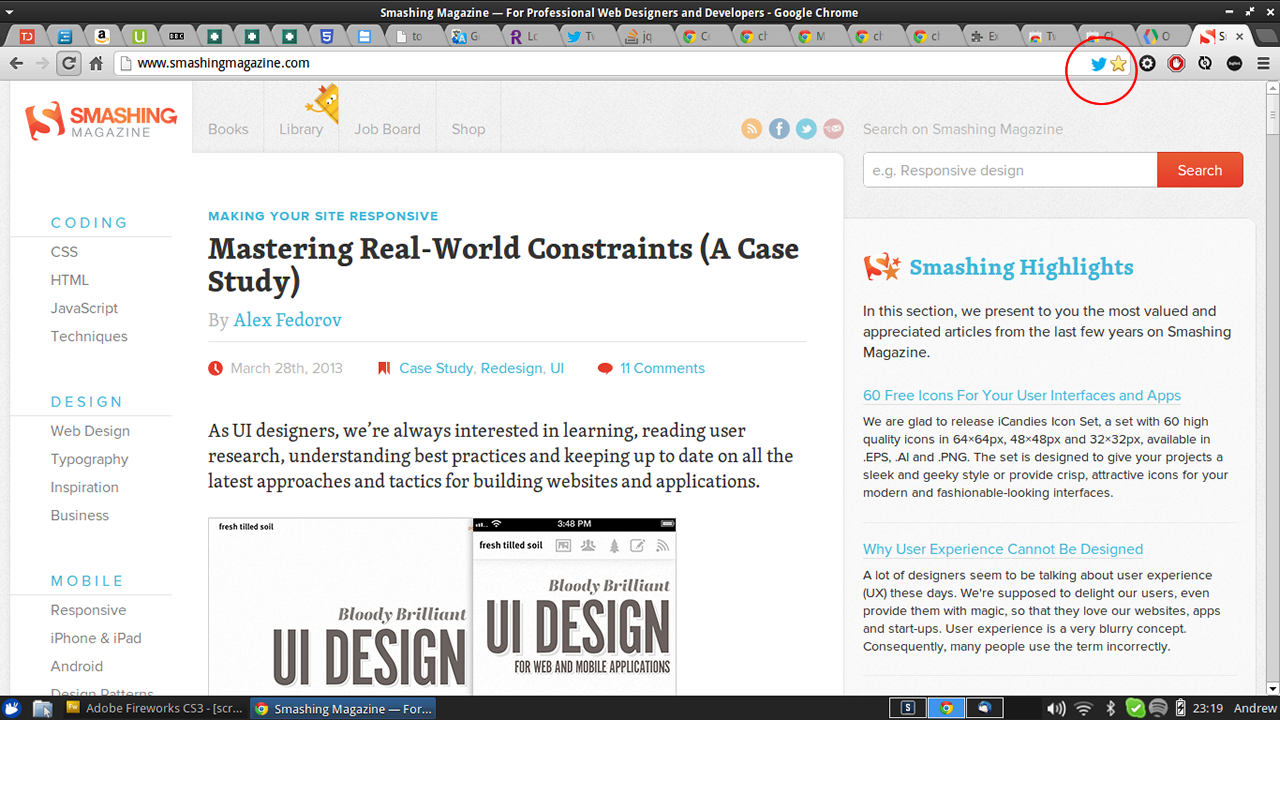 Smashing Magazine — For Professional Web Designers and Developers - Google Chrome
www.smashingmagazine.com
SMASHING
MAGAZINE
Books
Library
Job Board
Shop
Search on Smashing Magazine
e.g. Responsive design
Search
CODING
CSS
HTML
JavaScript
Techniques
DESIGN
Web Design
Typography
Inspiration
Business
MOBILE
Responsive
iPhone & iPad
Android
Design Patterns
MAKING YOUR SITE RESPONSIVE
Mastering Real-World Constraints (A Case
Study)
By Alex Fedorov
March 28th, 2013
Case Study, Redesign, UI
11 Comments
As UI designers, we’re always interested in learning, reading user
research, understanding best practices and keeping up to date on all the
latest approaches and tactics for building websites and applications.
fresh tilled soil
Bloody Brilliant
UI DESIGN
3:48 PM
fresh tilled soil
Bloody Brilliant
UI DESIGN
FOR WEB AND MOBILE APPLICATIONS
Smashing Highlights
In this section, we present to you the most valued and
appreciated articles from the last few years on Smashing
Magazine.
60 Free Icons For Your User Interfaces and Apps
We are glad to release iCandies Icon Set, a set with 60 high
quality icons in 64×64px, 48×48px and 32×32px, available in
.EPS, .AI and .PNG. The set is designed to give your projects a
sleek and geeky style or provide crisp, attractive icons for your
modern and fashionable-looking interfaces.
Why User Experience Cannot Be Designed
A lot of designers seem to be talking about user experience
(UX) these days. We're supposed to delight our users, even
provide them with magic, so that they love our websites, apps
and start-ups. User experience is a very blurry concept.
Consequently, many people use the term incorrectly.
Adobe Fireworks CS3 - [scr...
Smashing Magazine — For...
23:19
Andrew